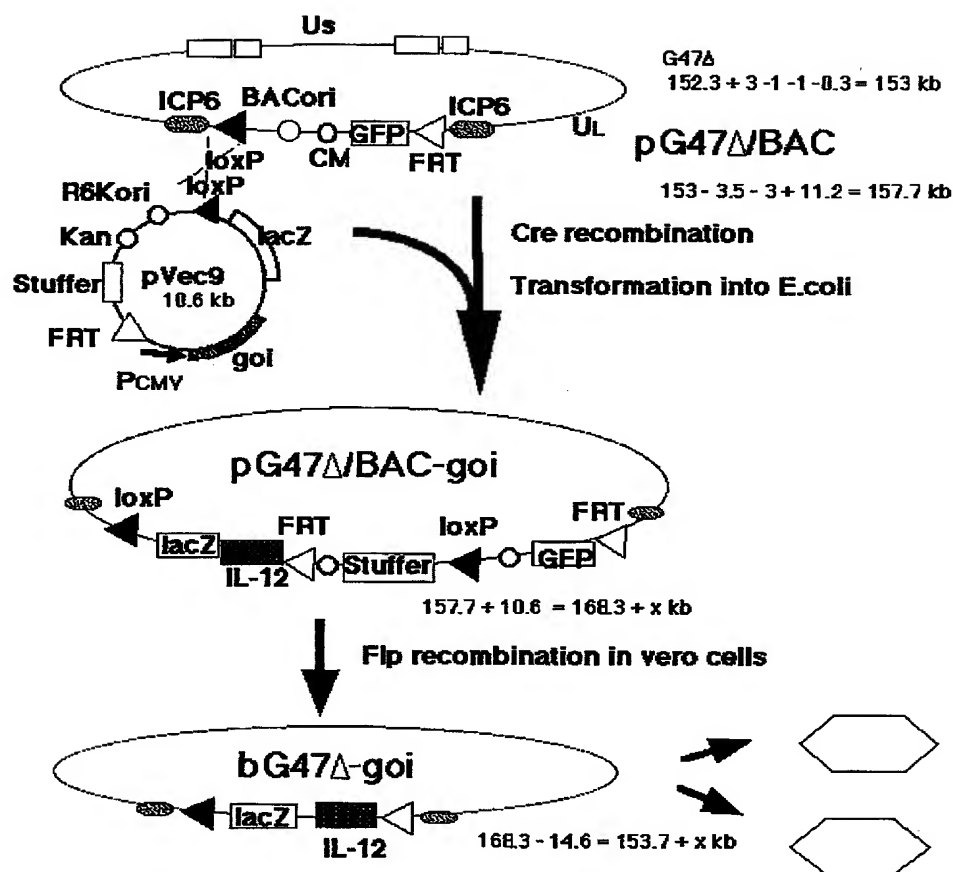 Us
G47Δ
152.3 + 3 -1 -1 -0.3 = 153 kb
ICP6
BACori
ICP6
UL
GFP
CM
FRT
pG47Δ/BAC
loxP
loxP
153 - 3.5 - 3 + 11.2 = 157.7 kb
R6Kori
Kan
lacZ
Cre recombination
Stuffer
pVec9
10.6 kb
Transformation into E.coli
FRT
goi
PCMV
pG47Δ/BAC-goi
loxP
FRT
loxP
FRT
lacZ
Stuffer
GFP
IL-12
157.7 + 10.6 = 168.3 + x kb
Flp recombination in vero cells
bG47Δ-goi
lacZ
IL-12
168.3 - 14.6 = 153.7 + x kb